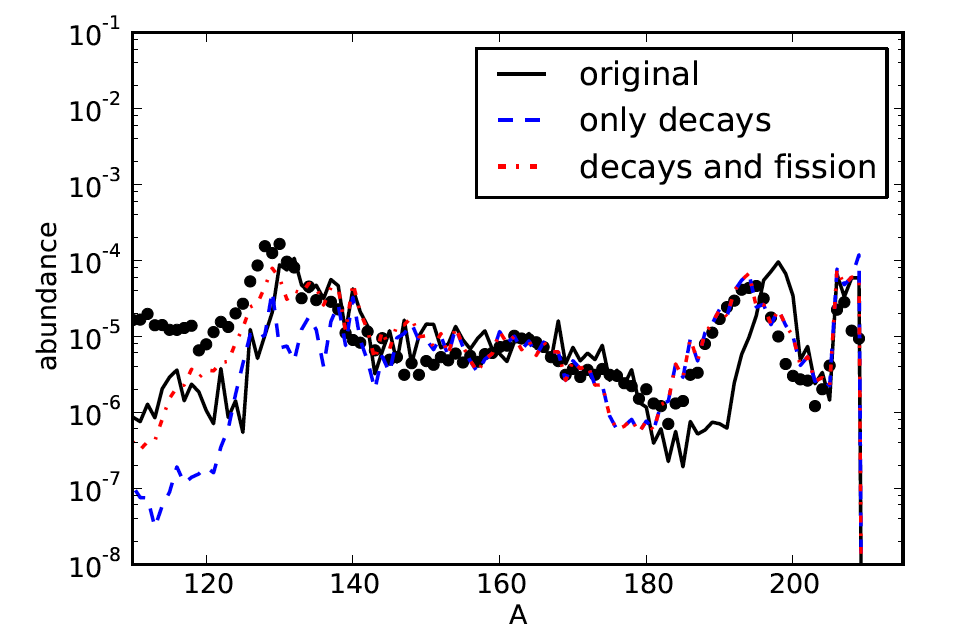 10^-1
10^-2
10^-3
10^-4
10^-5
10^-6
10^-7
10^-8
abundance
original
only decays
decays and fission
120 140 160 180 200
A